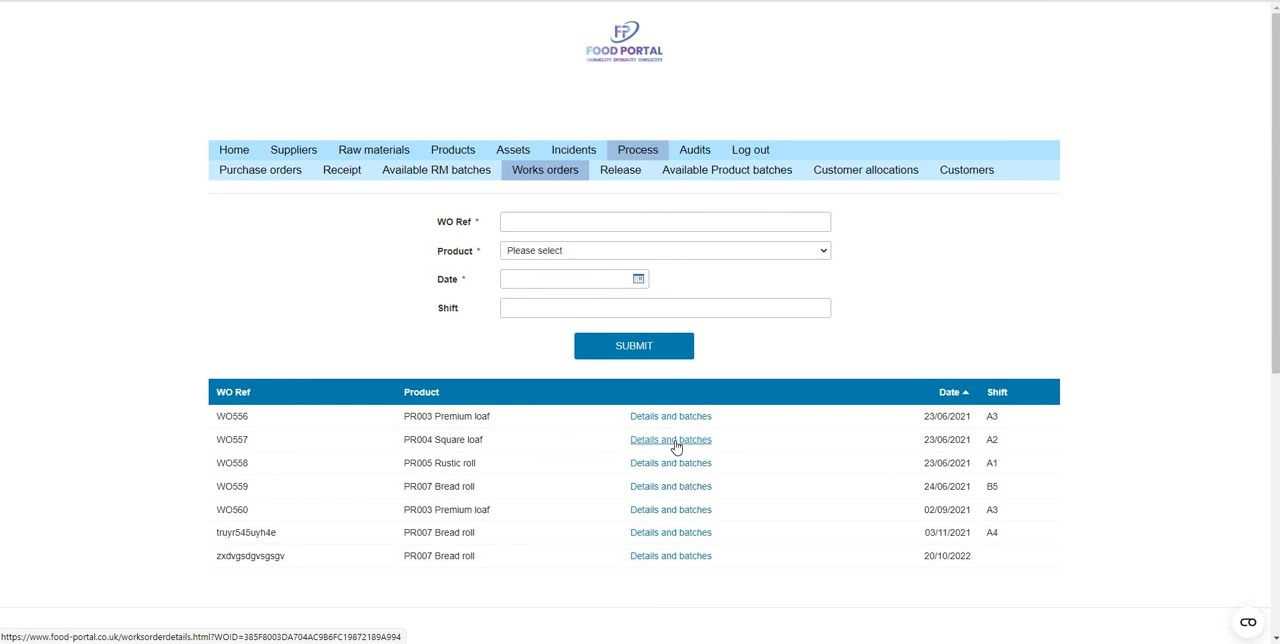 FP
FOOD PORTAL
CAPABILITY INTEGRITY SIMPLICITY
Home Suppliers Raw materials Products Assets Incidents Process Audits Log out
Purchase orders Receipt Available RM batches Works orders Release Available Product batches Customer allocations Customers
WO Ref *
Product * Please select
Date *
Shift
SUBMIT
WO Ref Product Date Shift
WO556 PR003 Premium loaf Details and batches 23/06/2021 A3
WO557 PR004 Square loaf Details and batches 23/06/2021 A2
WO558 PR005 Rustic roll Details and batches 23/06/2021 A1
WO559 PR007 Bread roll Details and batches 24/06/2021 B5
WO560 PR003 Premium loaf Details and batches 02/09/2021 A3
truyr545uyh4e PR007 Bread roll Details and batches 03/11/2021 A4
zxdvgsdgvsgsgv PR007 Bread roll Details and batches 20/10/2022
https://www.food-portal.co.uk/worksorderdetails.html?WOID=385F8003DA704AC9B6FC19872189A994